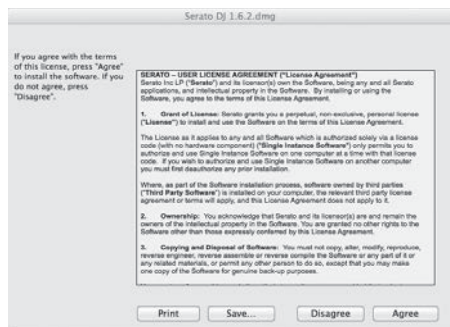 Serato DJ 1.6.2.dmg
If you agree with the terms
of this license, press "Agree"
to install the software. If you
do not agree, press
"Disagree".
SERATO – USER LICENSE AGREEMENT ("License Agreement")
Serato Inc LP ("Serato") and its licensor(s) own the Software, being any and all Serato
applications, and intellectual property in the Software. By installing or using the
Software, you agree to the terms of this License Agreement.
1. Grant of License: Serato grants you a perpetual, non-exclusive, personal license
("License") to install and use the Software on the terms of this License Agreement.
The License as it applies to any and all Software which is authorized solely via a license
code (with no hardware component) ("Single Instance Software") only permits you to
authorize and use Single Instance Software on one computer at a time with that license
code. If you wish to authorize and use Single Instance Software on another computer
you must first deauthorize any prior installation.
Where, as part of the Software installation process, software owned by third parties
("Third Party Software") is installed on your computer, the relevant third party license
agreement or terms will apply, and this License Agreement does not apply to it.
2. Ownership: You acknowledge that Serato and its licensor(s) are and remain the
owners of the intellectual property in the Software. You are granted no other rights to the
Software other than those expressly conferred by this License Agreement.
3. Copying and Disposal of Software: You must not copy, alter, modify, reproduce,
reverse engineer, reverse assemble or reverse compile the Software or any part of it or
any related materials, or permit any other person to do so, except that you may make
one copy of the Software for genuine back-up purposes.
Print
Save...
Disagree
Agree